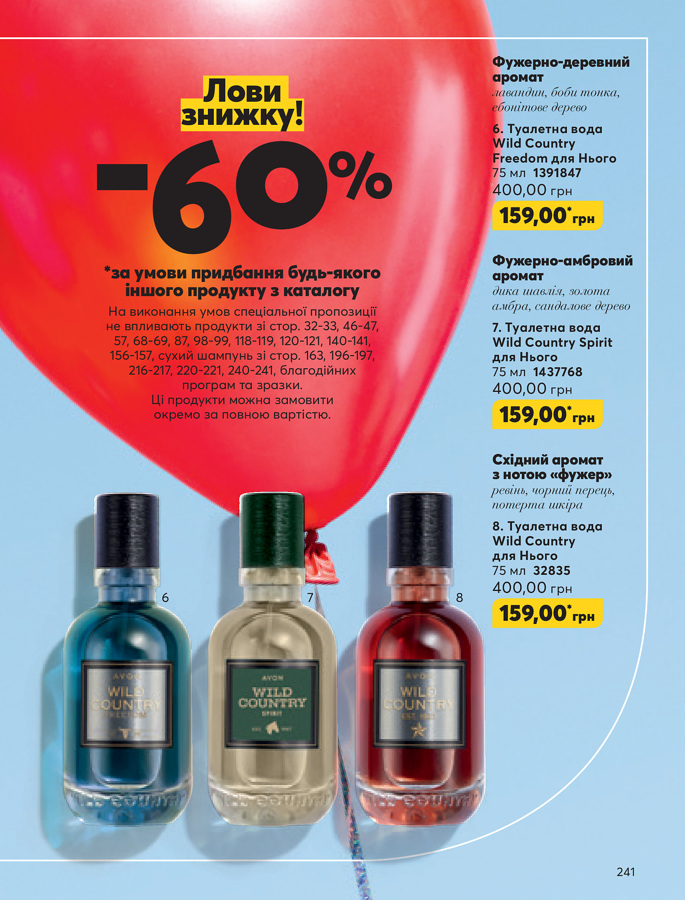 Лови
знижку!
-60%
*за умови придбання будь-якого
іншого продукту з каталогу
На виконання умов спеціальної пропозиції
не впливають продукти зі стор. 32-33, 46-47,
57, 68-69, 87, 98-99, 118-119, 120-121, 140-141,
156-157, сухий шампунь зі стор. 163, 196-197,
216-217, 220-221, 240-241, благодійних
програм та зразки.
Ці продукти можна замовити
окремо за повною вартістю.
Фужерно-деревний
аромат
лавандин, боби тонка,
ебонітове дерево
6. Туалетна вода
Wild Country
Freedom для Нього
75 мл 1391847
400,00 грн
159,00* грн
Фужерно-амбровий
аромат
дика шавлія, золота
амбра, сандалове дерево
7. Туалетна вода
Wild Country Spirit
для Нього
75 мл 1437768
400,00 грн
159,00* грн
Східний аромат
з нотою «фужер»
ревінь, чорний перець,
потерта шкіра
8. Туалетна вода
Wild Country
для Нього
75 мл 32835
400,00 грн
159,00* грн
6
7
8
AVON
WILD
COUNTRY
FREEDOM
AVON
WILD
COUNTRY
SPIRIT
AVON
WILD
COUNTRY
241